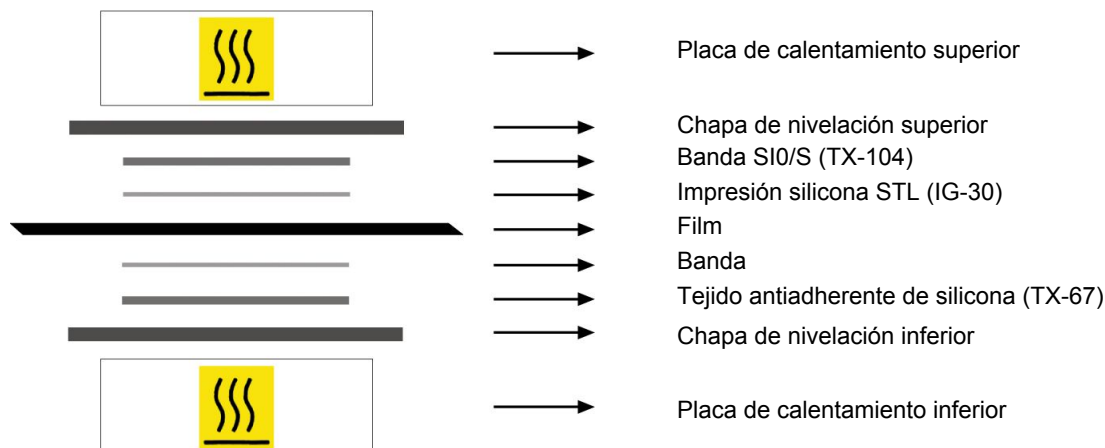 Placa de calentamiento superior
Chapa de nivelación superior
Banda SI0/S (TX-104)
Impresión silicona STL (IG-30)
Film
Banda
Tejido antiadherente de silicona (TX-67)
Chapa de nivelación inferior
Placa de calentamiento inferior